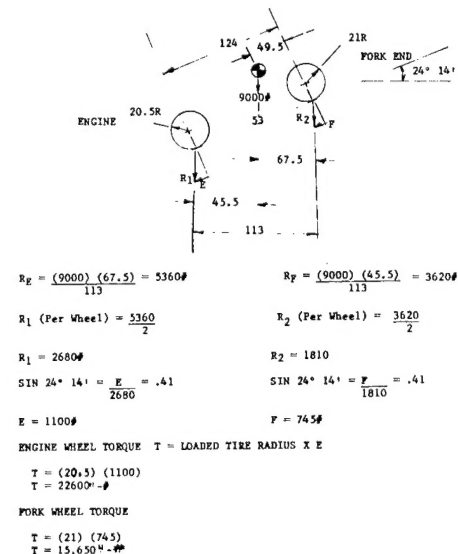 124
49.5
21R
FORK END
24° 14'
9000#
53
R2
F
20.5R
ENGINE
R1
E
67.5
45.5
113
RE = (9000) (67.5) = 5360#
113
RF = (9000) (45.5) = 3620#
113
R1 (Per Wheel) = 5360
2
R2 (Per Wheel) = 3620
2
R1 = 2680#
R2 = 1810
SIN 24° 14' = E = .41
2680
SIN 24° 14' = F = .41
1810
E = 1100#
F = 745#
ENGINE WHEEL TORQUE T = LOADED TIRE RADIUS X E
T = (20.5) (1100)
T = 22600"-#
FORK WHEEL TORQUE
T = (21) (745)
T = 15,650"-#